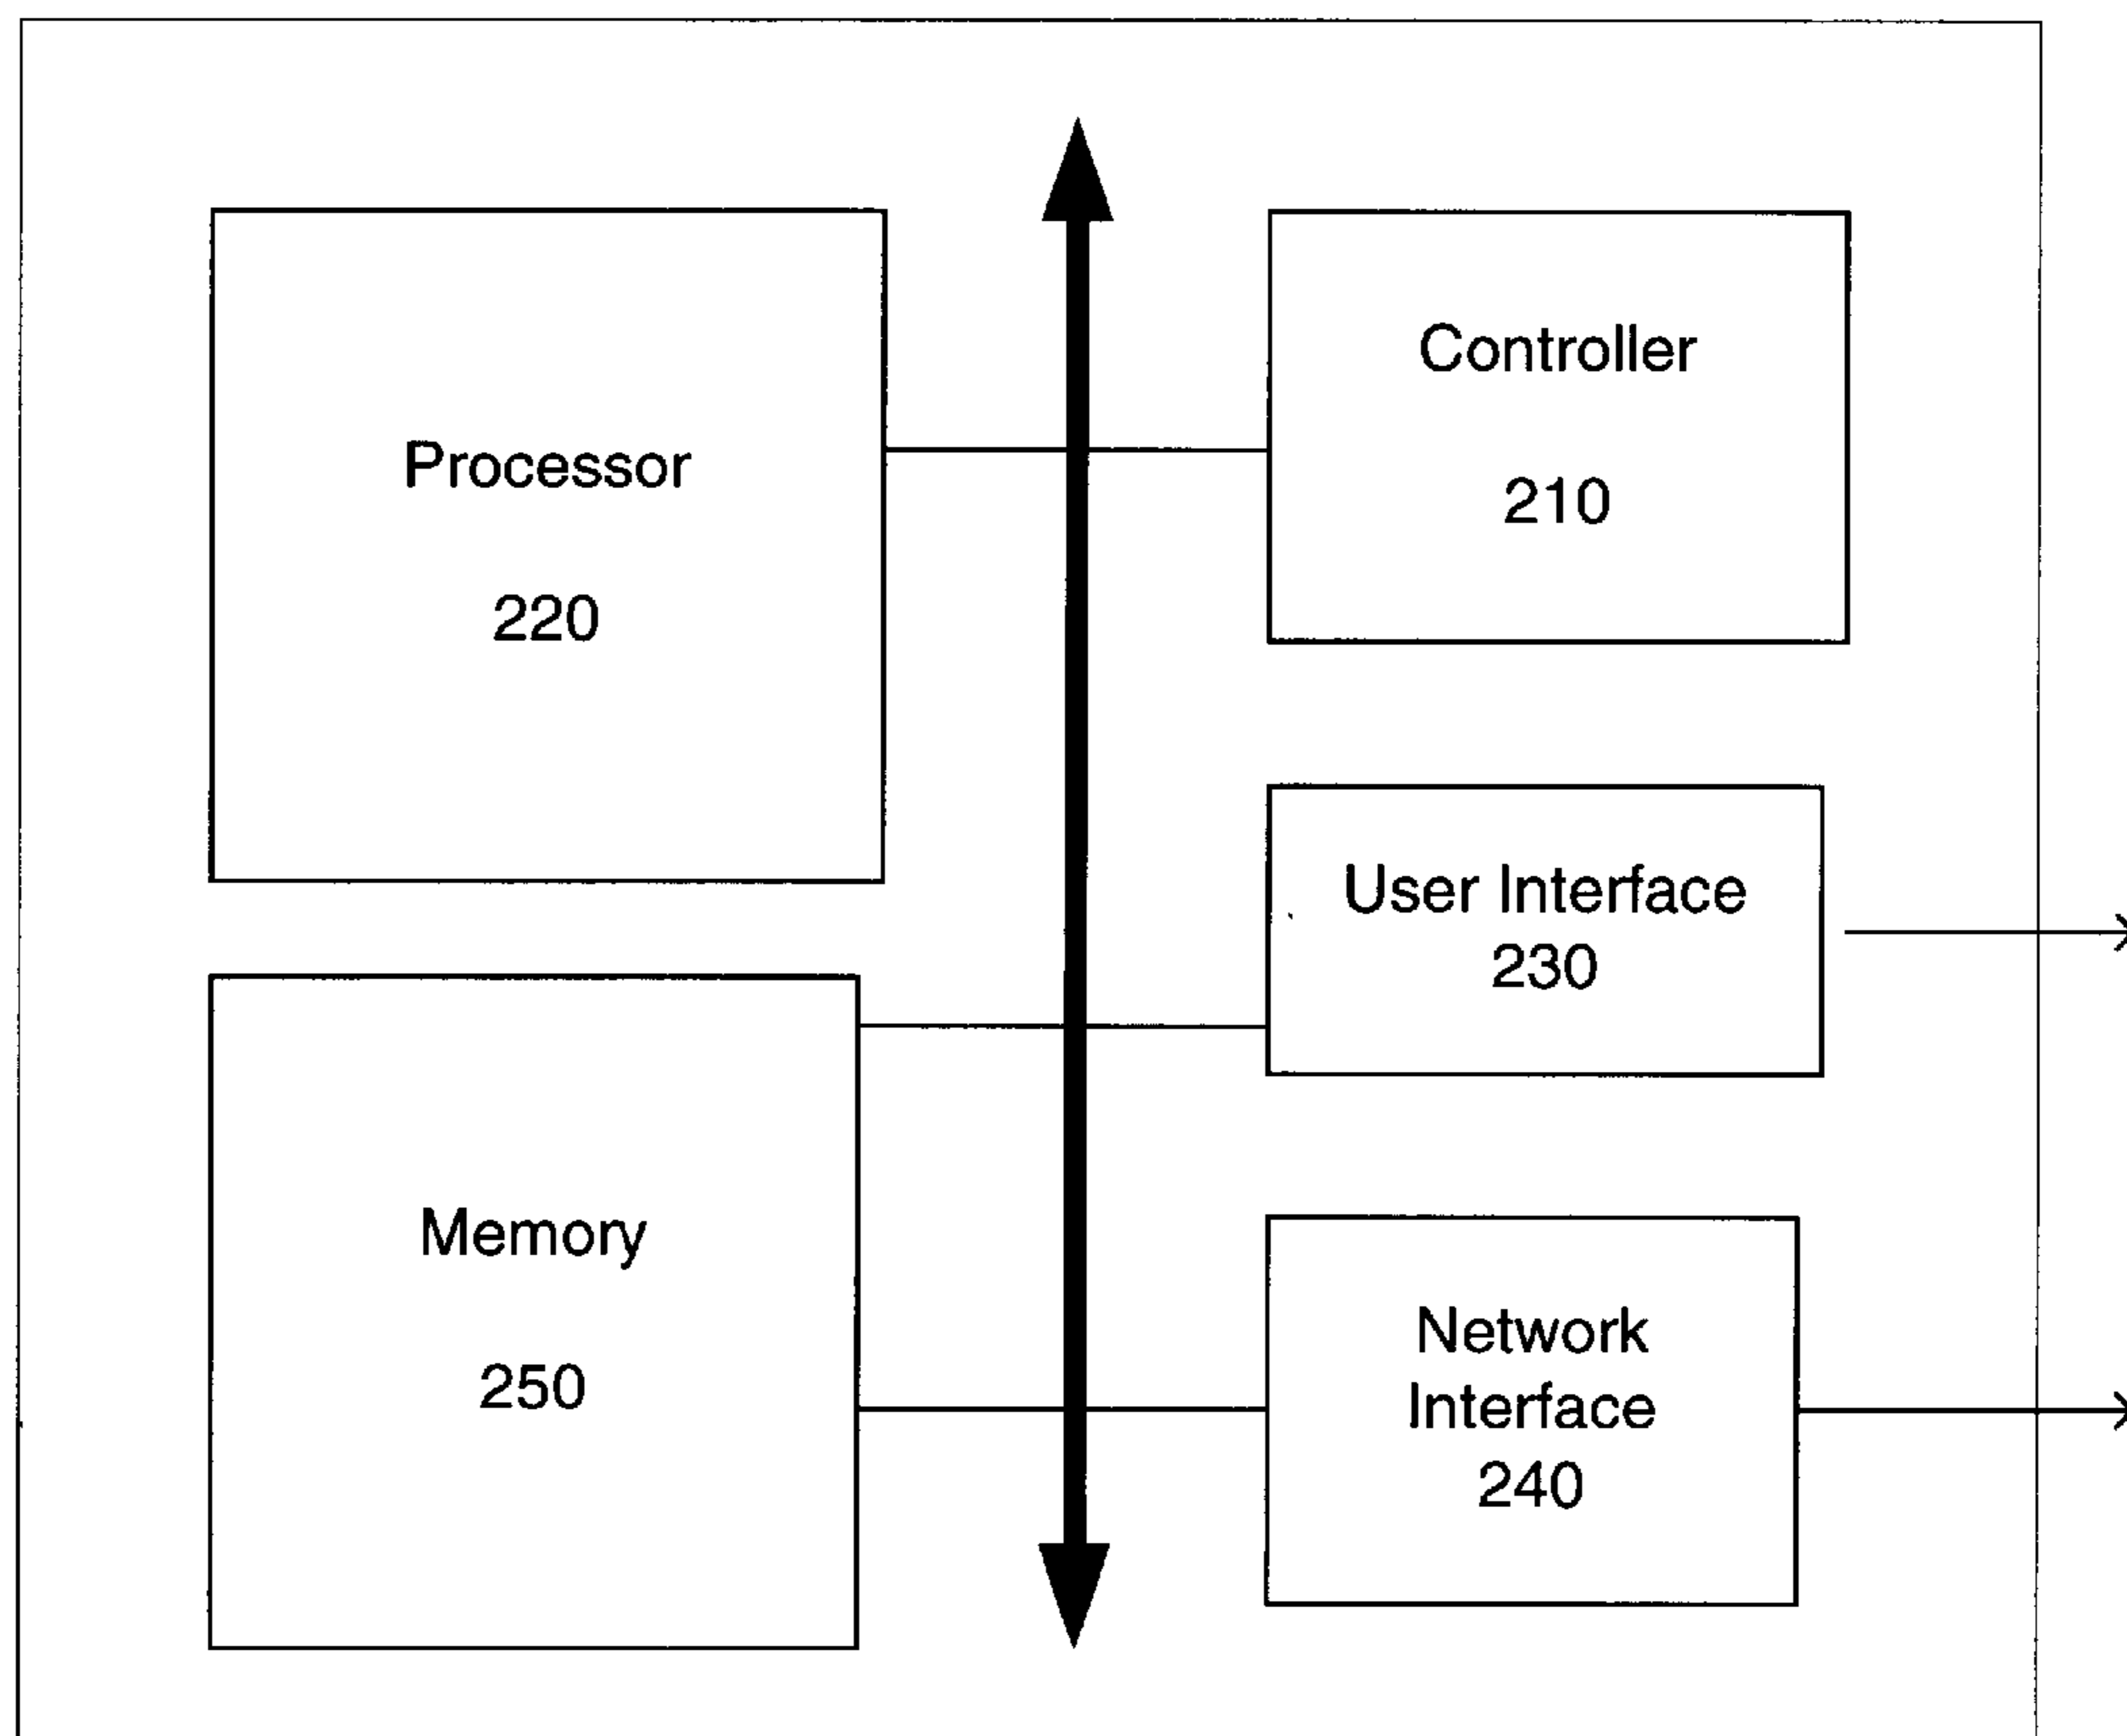 Processor
220
Controller
210
User Interface
230
Memory
250
Network
Interface
240